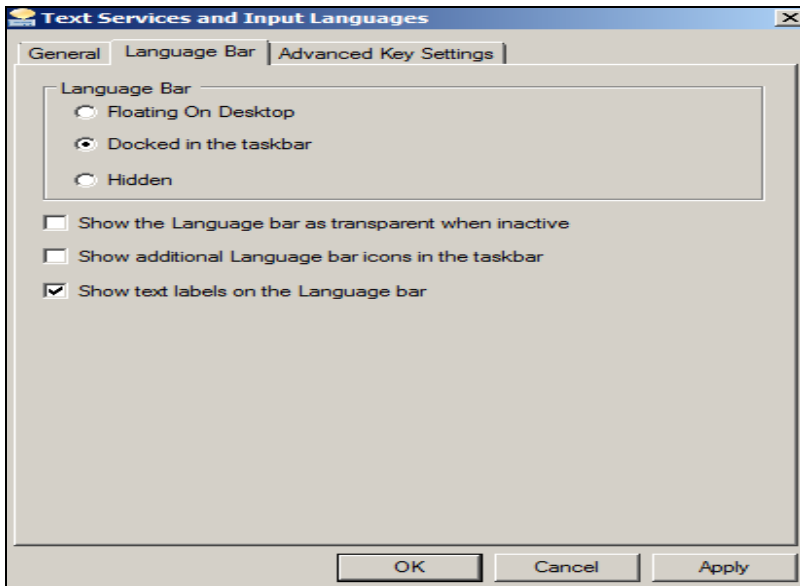 Text Services and Input Languages
General Language Bar Advanced Key Settings
Language Bar
Floating On Desktop
Docked in the taskbar
Hidden
Show the Language bar as transparent when inactive
Show additional Language bar icons in the taskbar
Show text labels on the Language bar
OK Cancel Apply